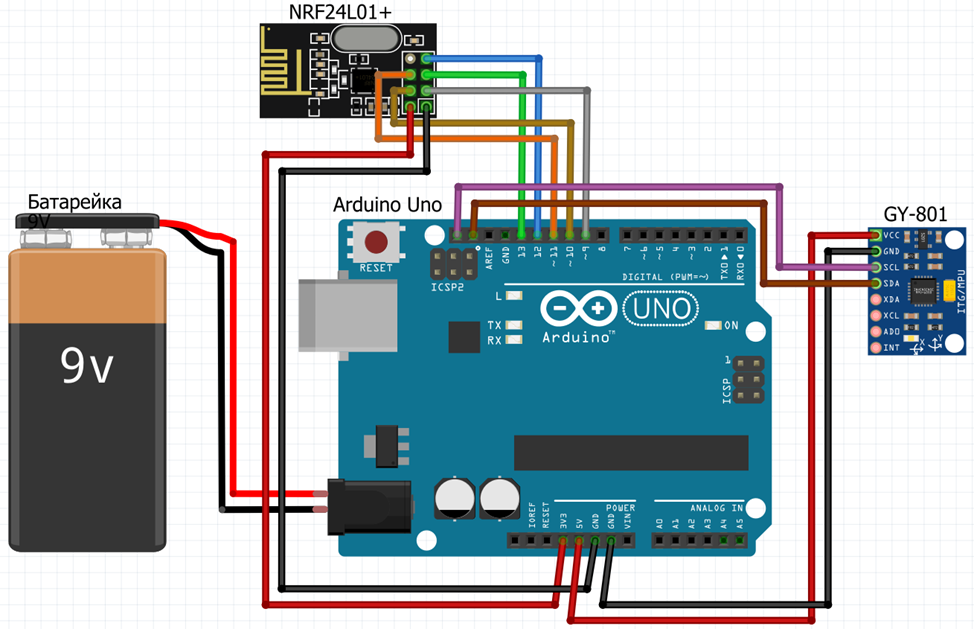 NRF24L01+
Батарейка
9V
9v
Arduino Uno
RESET
ICSP2
AREF
GND
13
12
~11
~10
~9
8
7
~6
~5
4
~3
2
TXO▶1
RX0◀0
DIGITAL (PWM=~)
L
TX
RX
UNO
Arduino™
ON
1
ICSP
IOREF
RESET
3V3
5V
GND
GND
VIN
POWER
ANALOG IN
A0
A1
A2
A3
A4
A5
GY-801
VCC
GND
SCL
SDA
XDA
XCL
ADO
INT
ITG/MPU
X
Y